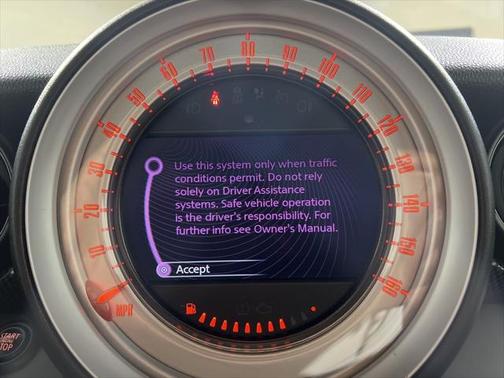 80
70
90
60
100
50
110
40
120
30
130
20
140
10
150
160
MPH
Use this system only when traffic
conditions permit. Do not rely
solely on Driver Assistance
systems. Safe vehicle operation
is the driver's responsibility. For
further info see Owner's Manual.
Accept
START
STOP